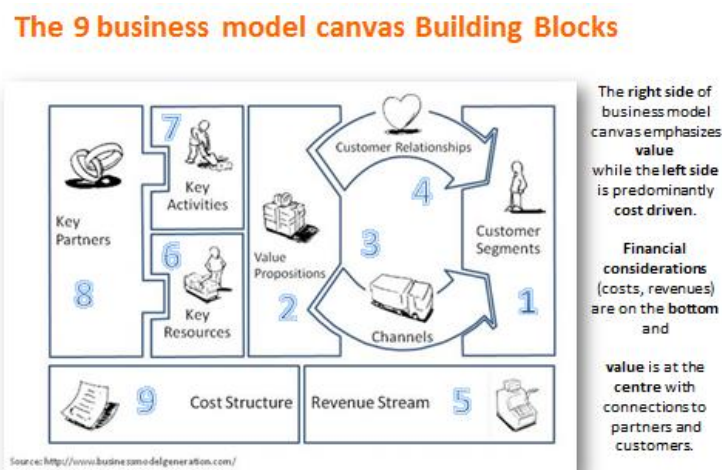 The 9 business model canvas Building Blocks
Key
Partners
8
7
Key
Activities
6
Key
Resources
Value
Propositions
2
Customer Relationships
4
3
Channels
Customer
Segments
1
9
Cost Structure
Revenue Stream
5
Source: http://www.businessmodelgeneration.com/
The right side of
business model
canvas emphasizes
value
while the left side
is predominantly
cost driven.
Financial
considerations
(costs, revenues)
are on the bottom
and
value is at the
centre with
connections to
partners and
customers.